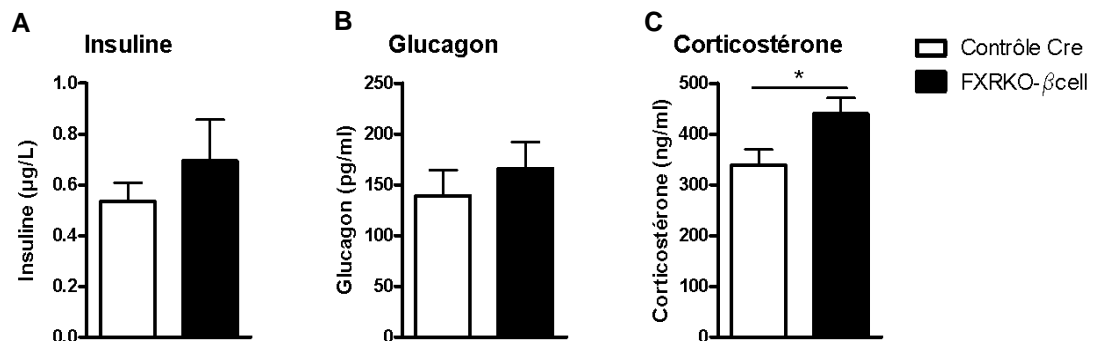 A
Insuline
Insuline (µg/L)
1.0
0.8
0.6
0.4
0.2
0.0
B
Glucagon
Glucagon (pg/ml)
250
200
150
100
50
0
C
Corticostérone
Corticostérone (ng/ml)
500
400
300
200
100
0
*
Contrôle Cre
FXRKO-βcell